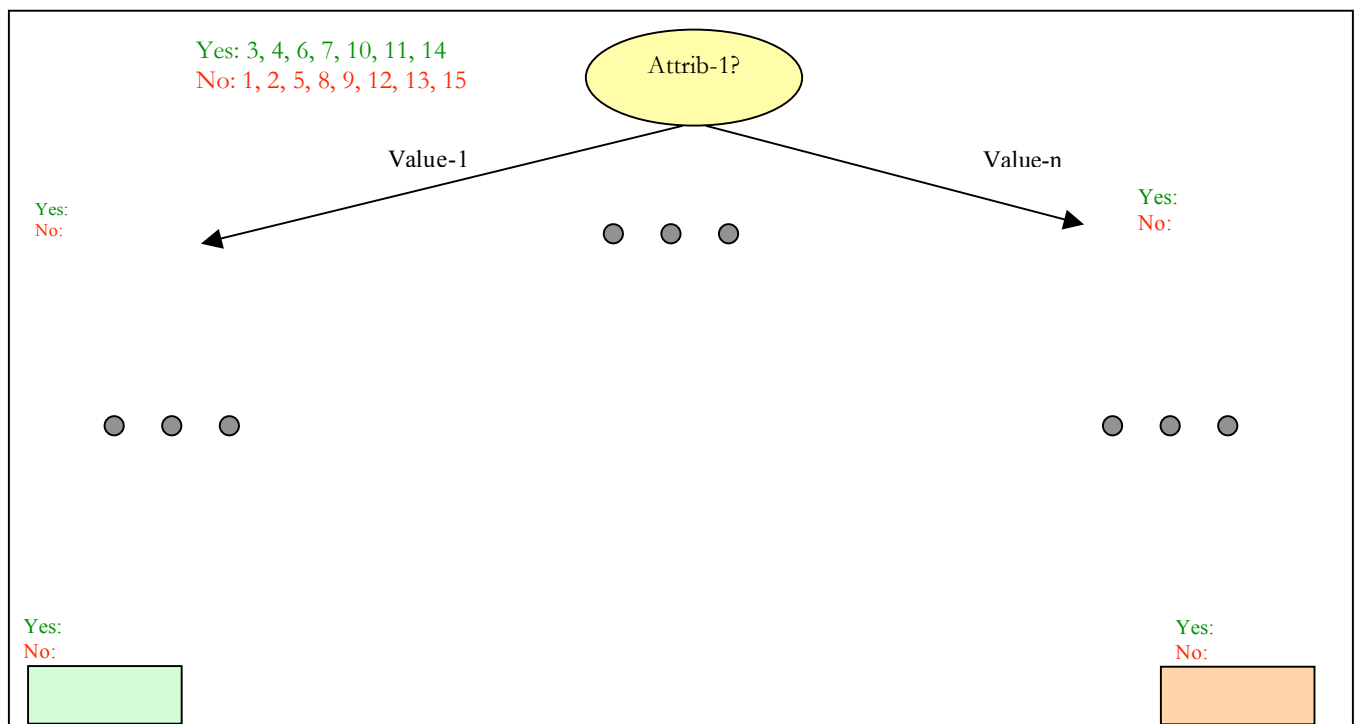 Yes: 3, 4, 6, 7, 10, 11, 14
No: 1, 2, 5, 8, 9, 12, 13, 15
Attrib-1?
Value-1
Value-n
Yes:
No:
Yes:
No:
Yes:
No:
Yes:
No: